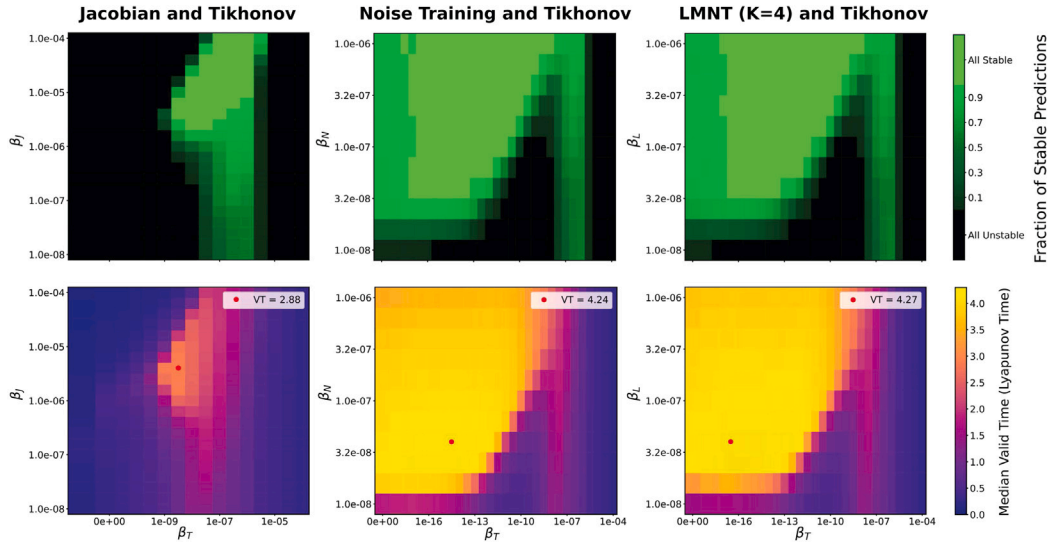 Jacobian and Tikhonov
Noise Training and Tikhonov
LMNT (K=4) and Tikhonov
1.0e-04
1.0e-05
1.0e-06
1.0e-07
1.0e-08
β_J
1.0e-06
3.2e-07
1.0e-07
3.2e-08
1.0e-08
β_N
1.0e-06
3.2e-07
1.0e-07
3.2e-08
1.0e-08
β_L
All Stable
0.9
0.7
0.5
0.3
0.1
All Unstable
Fraction of Stable Predictions
VT = 2.88
1.0e-04
1.0e-05
1.0e-06
1.0e-07
1.0e-08
β_J
0e+00 1e-09 1e-07 1e-05
β_T
VT = 4.24
1.0e-06
3.2e-07
1.0e-07
3.2e-08
1.0e-08
β_N
0e+00 1e-16 1e-13 1e-10 1e-07 1e-04
β_T
VT = 4.27
1.0e-06
3.2e-07
1.0e-07
3.2e-08
1.0e-08
β_L
0e+00 1e-16 1e-13 1e-10 1e-07 1e-04
β_T
4.0
3.5
3.0
2.5
2.0
1.5
1.0
0.5
0.0
Median Valid Time (Lyapunov Time)